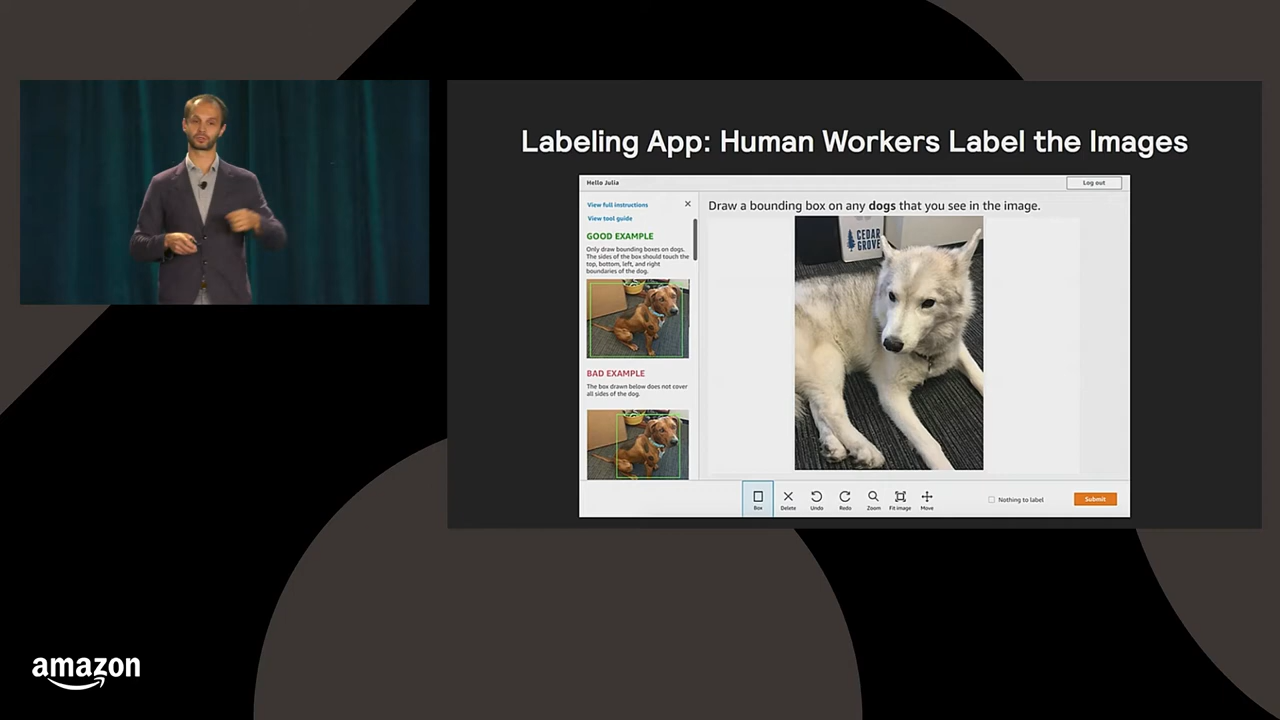 Labeling App: Human Workers Label the Images
Hello Julia
Log out
View full instructions
View tool guide
GOOD EXAMPLE
Only draw bounding boxes on dogs.
The sides of the box should touch the
top, bottom, left, and right
boundaries of the dog.
BAD EXAMPLE
The box drawn below does not cover
all sides of the dog.
Draw a bounding box on any dogs that you see in the image.
CEDAR
GROVE
Box
Delete
Undo
Redo
Zoom
Fit image
Move
Nothing to label
Submit
amazon